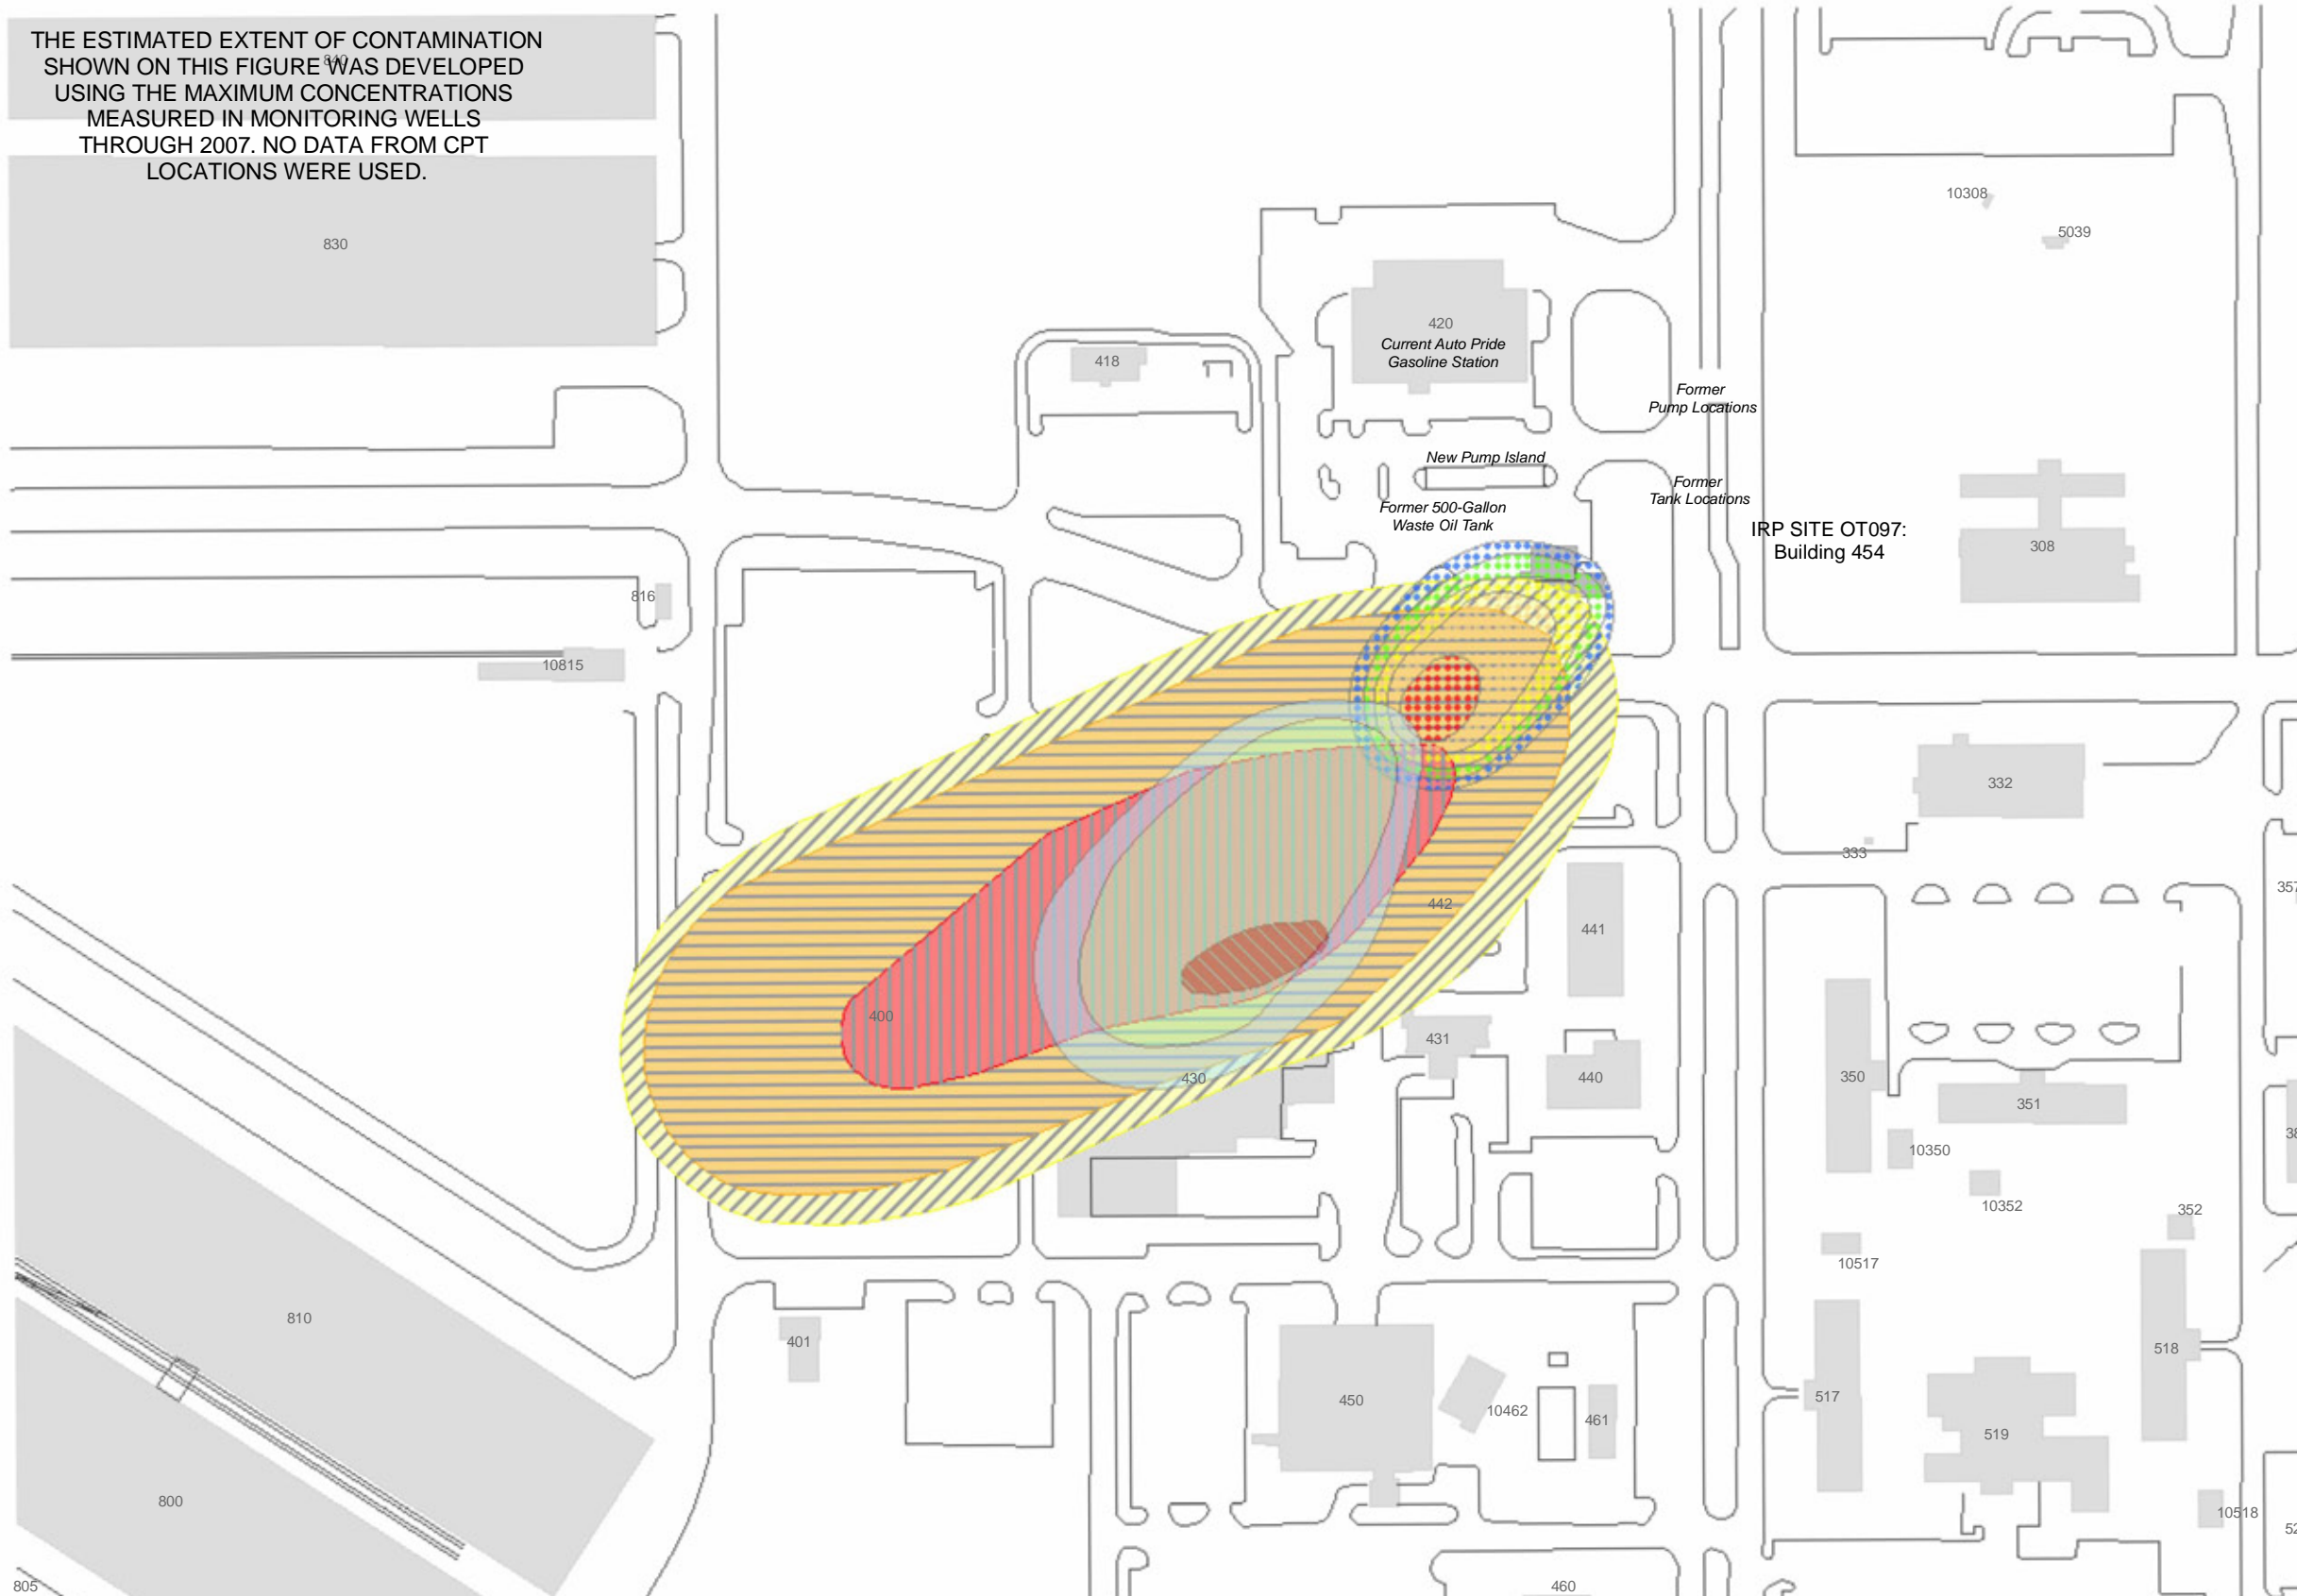 THE ESTIMATED EXTENT OF CONTAMINATION
SHOWN ON THIS FIGURE WAS DEVELOPED
USING THE MAXIMUM CONCENTRATIONS
MEASURED IN MONITORING WELLS
THROUGH 2007. NO DATA FROM CPT
LOCATIONS WERE USED.
840
830
10308
5039
420
Current Auto Pride
Gasoline Station
418
Former
Pump Locations
New Pump Island
Former
Tank Locations
Former 500-Gallon
Waste Oil Tank
IRP SITE OT097:
Building 454
308
816
10815
332
333
357
442
441
400
431
430
440
350
351
10350
10352
352
10517
810
401
450
10462
461
517
518
519
800
10518
805
460